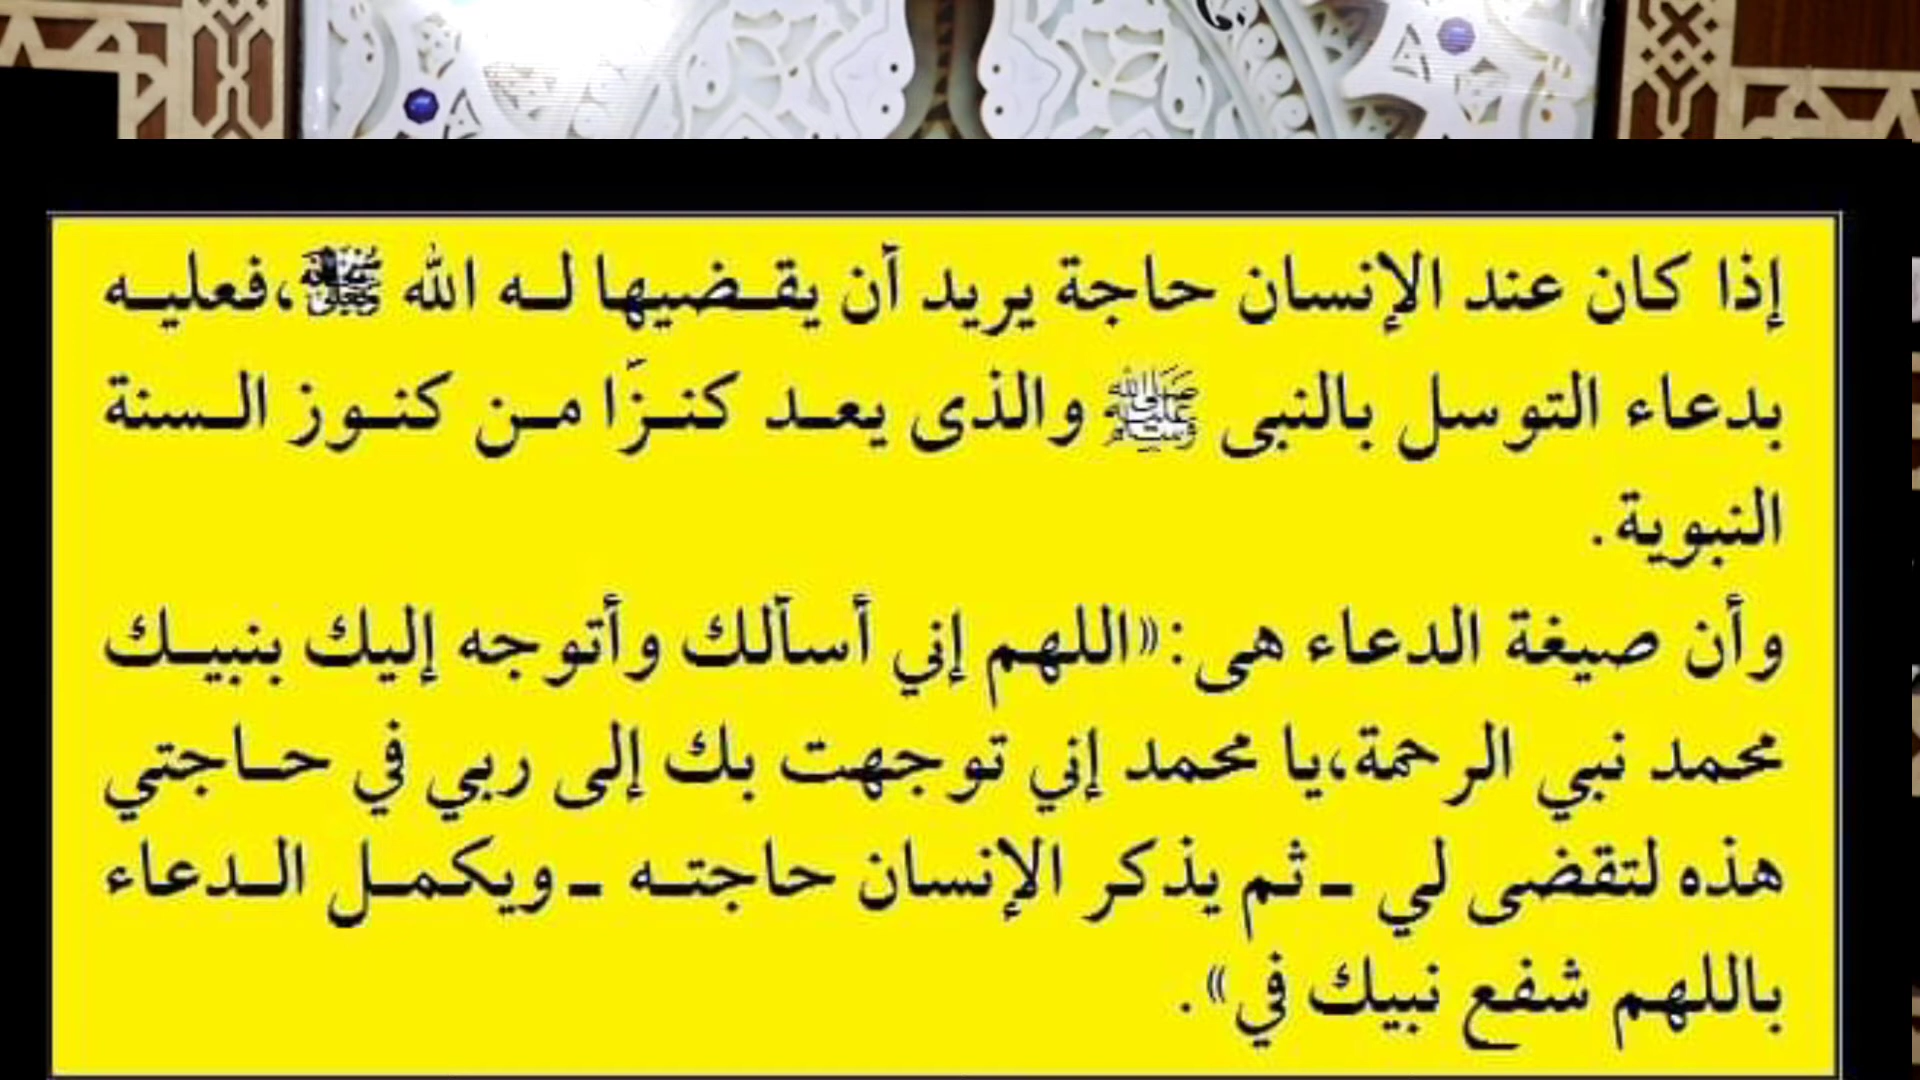 إذا كان عند الإنسان حاجة يريد أن يقضيها له الله ،فعليه
بدعاء التوسل بالنبى ﷺ والذى يعد كنزًا من كنوز السنة
النبوية.
وأن صيغة الدعاء هى:«اللهم إني أسألك وأتوجه إليك بنبيك
محمد نبي الرحمة،يا محمد إني توجهت بك إلى ربي في حاجتي
هذه لتقضى لي - ثم يذكر الإنسان حاجته - ويكمل الدعاء
باللهم شفع نبيك في».